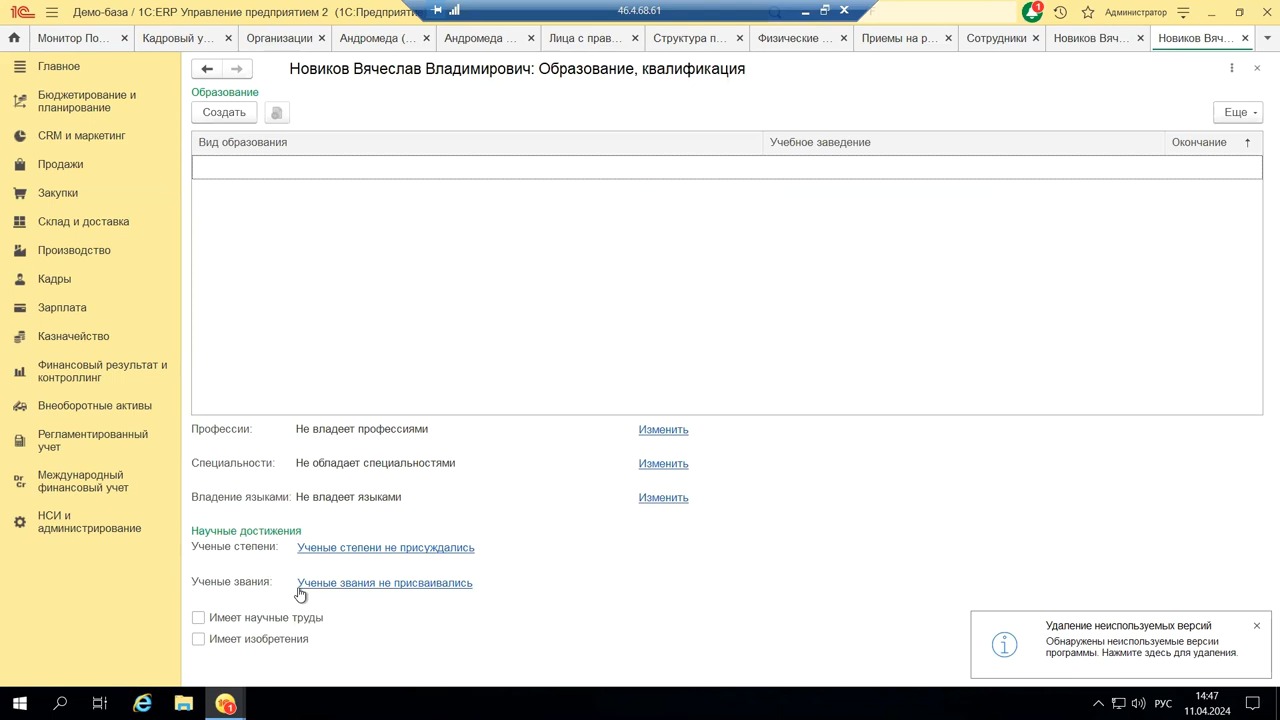 Демо-база / 1С:ERP Управление предприятием 2 (1С:Предприяти
46.4.68.61
1
Администратор
Монитор По...
Кадровый у...
Организации
Андромеда (...
Андромеда ...
Лица с прав...
Структура п...
Физические ...
Приемы на р...
Сотрудники
Новиков Вяч...
Новиков Вяч...
Главное
Бюджетирование и
планирование
CRM и маркетинг
Продажи
Закупки
Склад и доставка
Производство
Кадры
Зарплата
Казначейство
Финансовый результат и
контроллинг
Внеоборотные активы
Регламентированный
учет
Международный
финансовый учет
НСИ и
администрирование
Новиков Вячеслав Владимирович: Образование, квалификация
Образование
Создать
Еще
Вид образования
Учебное заведение
Окончание
Профессии:
Не владеет профессиями
Изменить
Специальности:
Не обладает специальностями
Изменить
Владение языками:
Не владеет языками
Изменить
Научные достижения
Ученые степени:
Ученые степени не присуждались
Ученые звания:
Ученые звания не присваивались
Имеет научные труды
Имеет изобретения
Удаление неиспользуемых версий
Обнаружены неиспользуемые версии
программы. Нажмите здесь для удаления.
1
РУС
14:47
11.04.2024